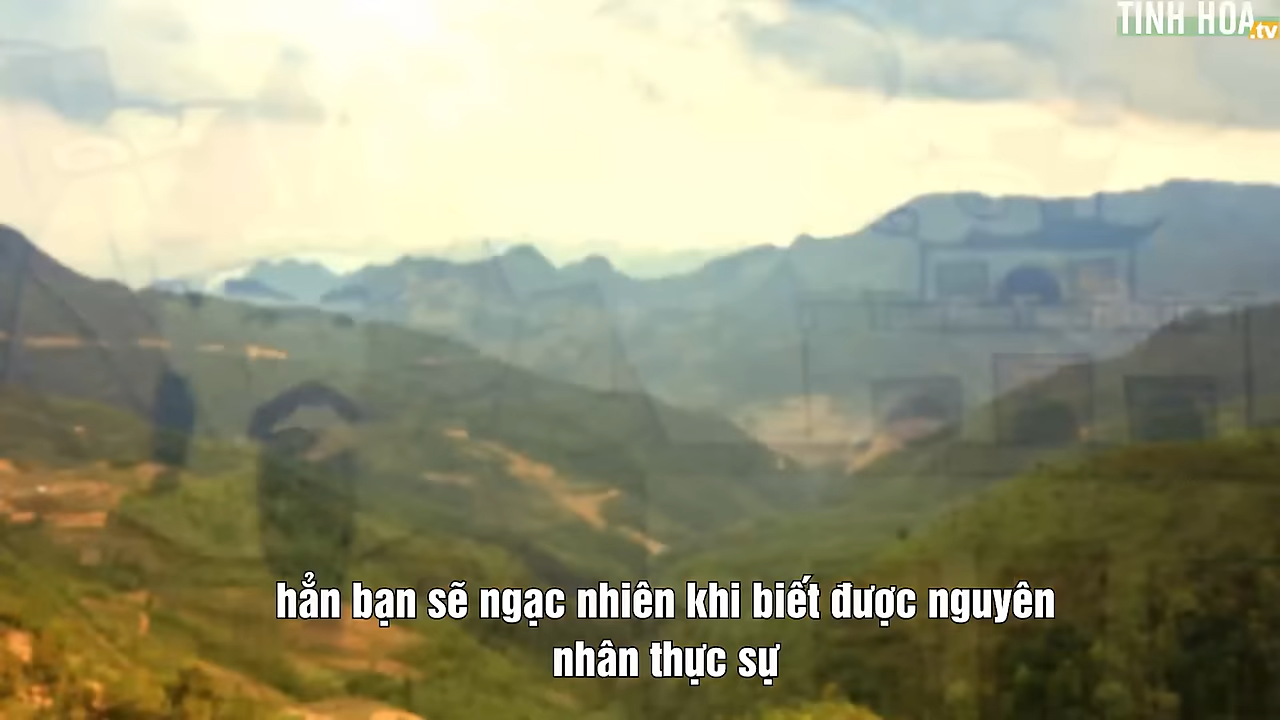 TINH HOA.tv
hẳn bạn sẽ ngạc nhiên khi biết được nguyên
nhân thực sự